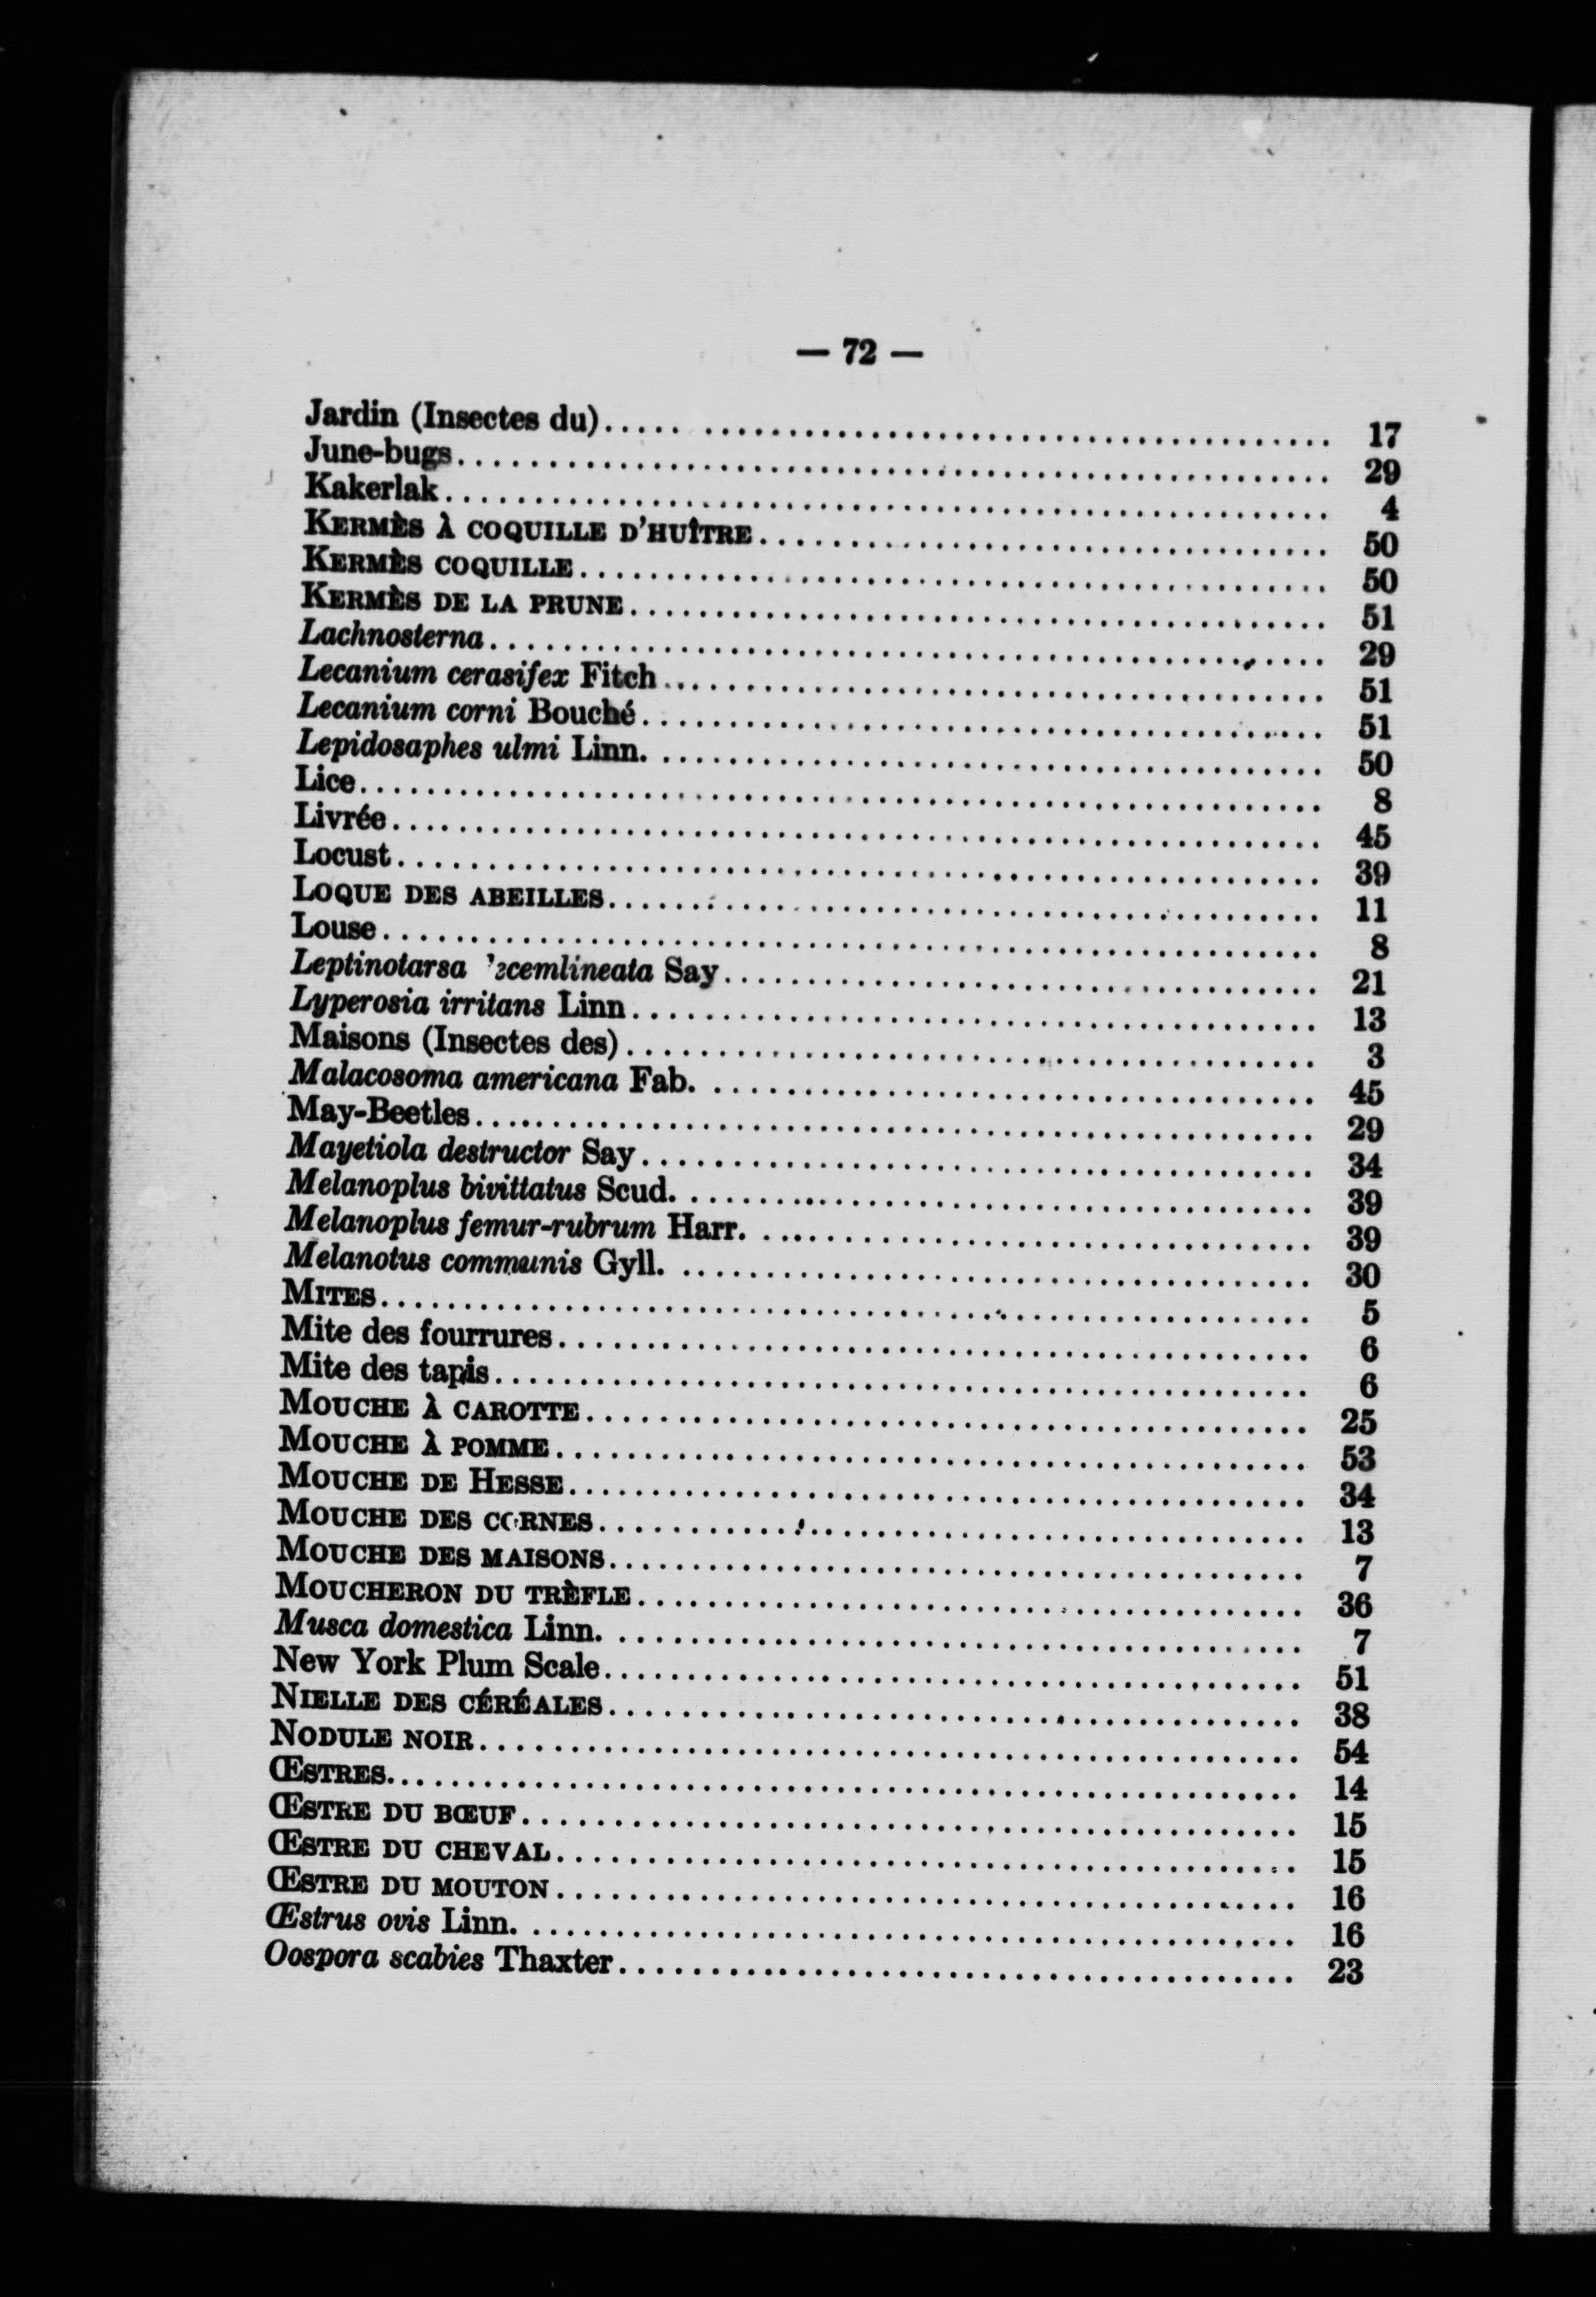 — 72 —
Jardin (Insectes du) 17
June-bugs 29
Kakerlak 4
KERMÈS À COQUILLE D'HUÎTRE 50
KERMÈS COQUILLE 50
KERMÈS DE LA PRUNE 51
Lachnosterna 29
Lecanium cerasifex Fitch 51
Lecanium corni Bouché 51
Lepidosaphes ulmi Linn. 50
Lice 8
Livrée 45
Locust 39
LOQUE DES ABEILLES 11
Louse 8
Leptinotarsa Say 21
Lyperosia irritans Linn 13
Maisons (Insectes des) 3
Malacosoma americana Fab. 45
May-Beetles 29
Mayetiola destructor Say 34
Melanoplus bivittatus Scud. 39
Melanoplus femur-rubrum Harr. 39
Melanotus communis Gyll. 30
MITES 5
Mite des fourrures 6
Mite des tapis 6
MOUCHE À CAROTTE 25
MOUCHE À POMME 53
MOUCHE DE HESSE 34
MOUCHE DES CORNES 13
MOUCHE DES MAISONS 7
MOUCHERON DU TRÈFLE 36
Musca domestica Linn. 7
New York Plum Scale 51
NIELLE DES CÉRÉALES 38
NODULE NOIR 54
ŒSTRES 14
ŒSTRE DU BŒUF 15
ŒSTRE DU CHEVAL 15
ŒSTRE DU MOUTON 16
Œstrus ovis Linn. 16
Oospora scabies Thaxter 23